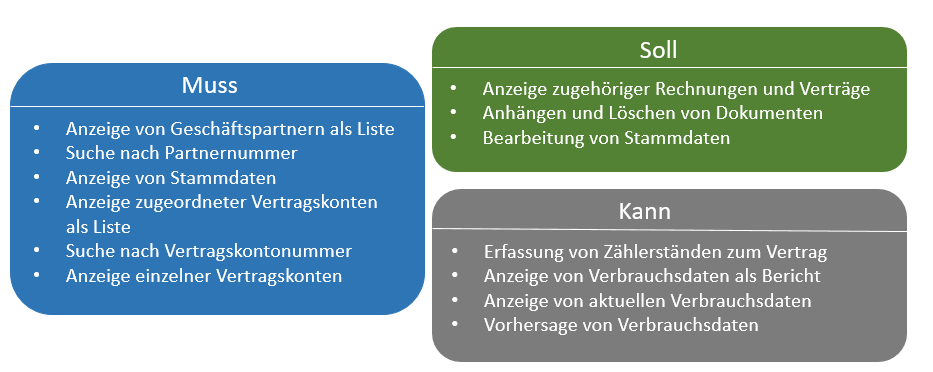 Muss
• Anzeige von Geschäftspartnern als Liste
• Suche nach Partnernummer
• Anzeige von Stammdaten
• Anzeige zugeordneter Vertragskonten
als Liste
• Suche nach Vertragskontonummer
• Anzeige einzelner Vertragskonten
Soll
• Anzeige zugehöriger Rechnungen und Verträge
• Anhängen und Löschen von Dokumenten
• Bearbeitung von Stammdaten
Kann
• Erfassung von Zählerständen zum Vertrag
• Anzeige von Verbrauchsdaten als Bericht
• Anzeige von aktuellen Verbrauchsdaten
• Vorhersage von Verbrauchsdaten